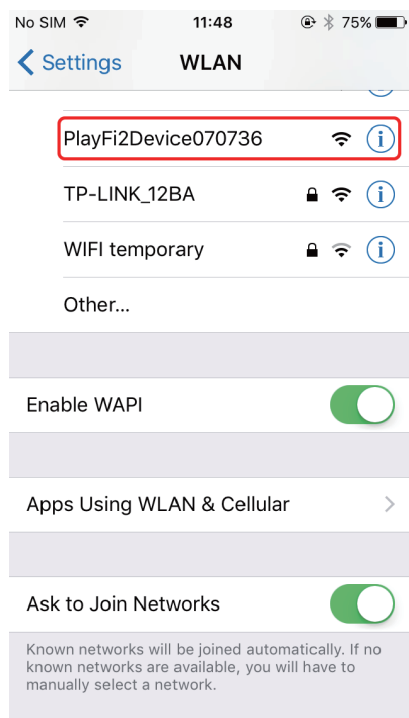 No SIM 11:48 75%
Settings WLAN
PlayFi2Device070736
TP-LINK_12BA
WIFI temporary
Other...
Enable WAPI
Apps Using WLAN & Cellular
Ask to Join Networks
Known networks will be joined automatically. If no
known networks are available, you will have to
manually select a network.